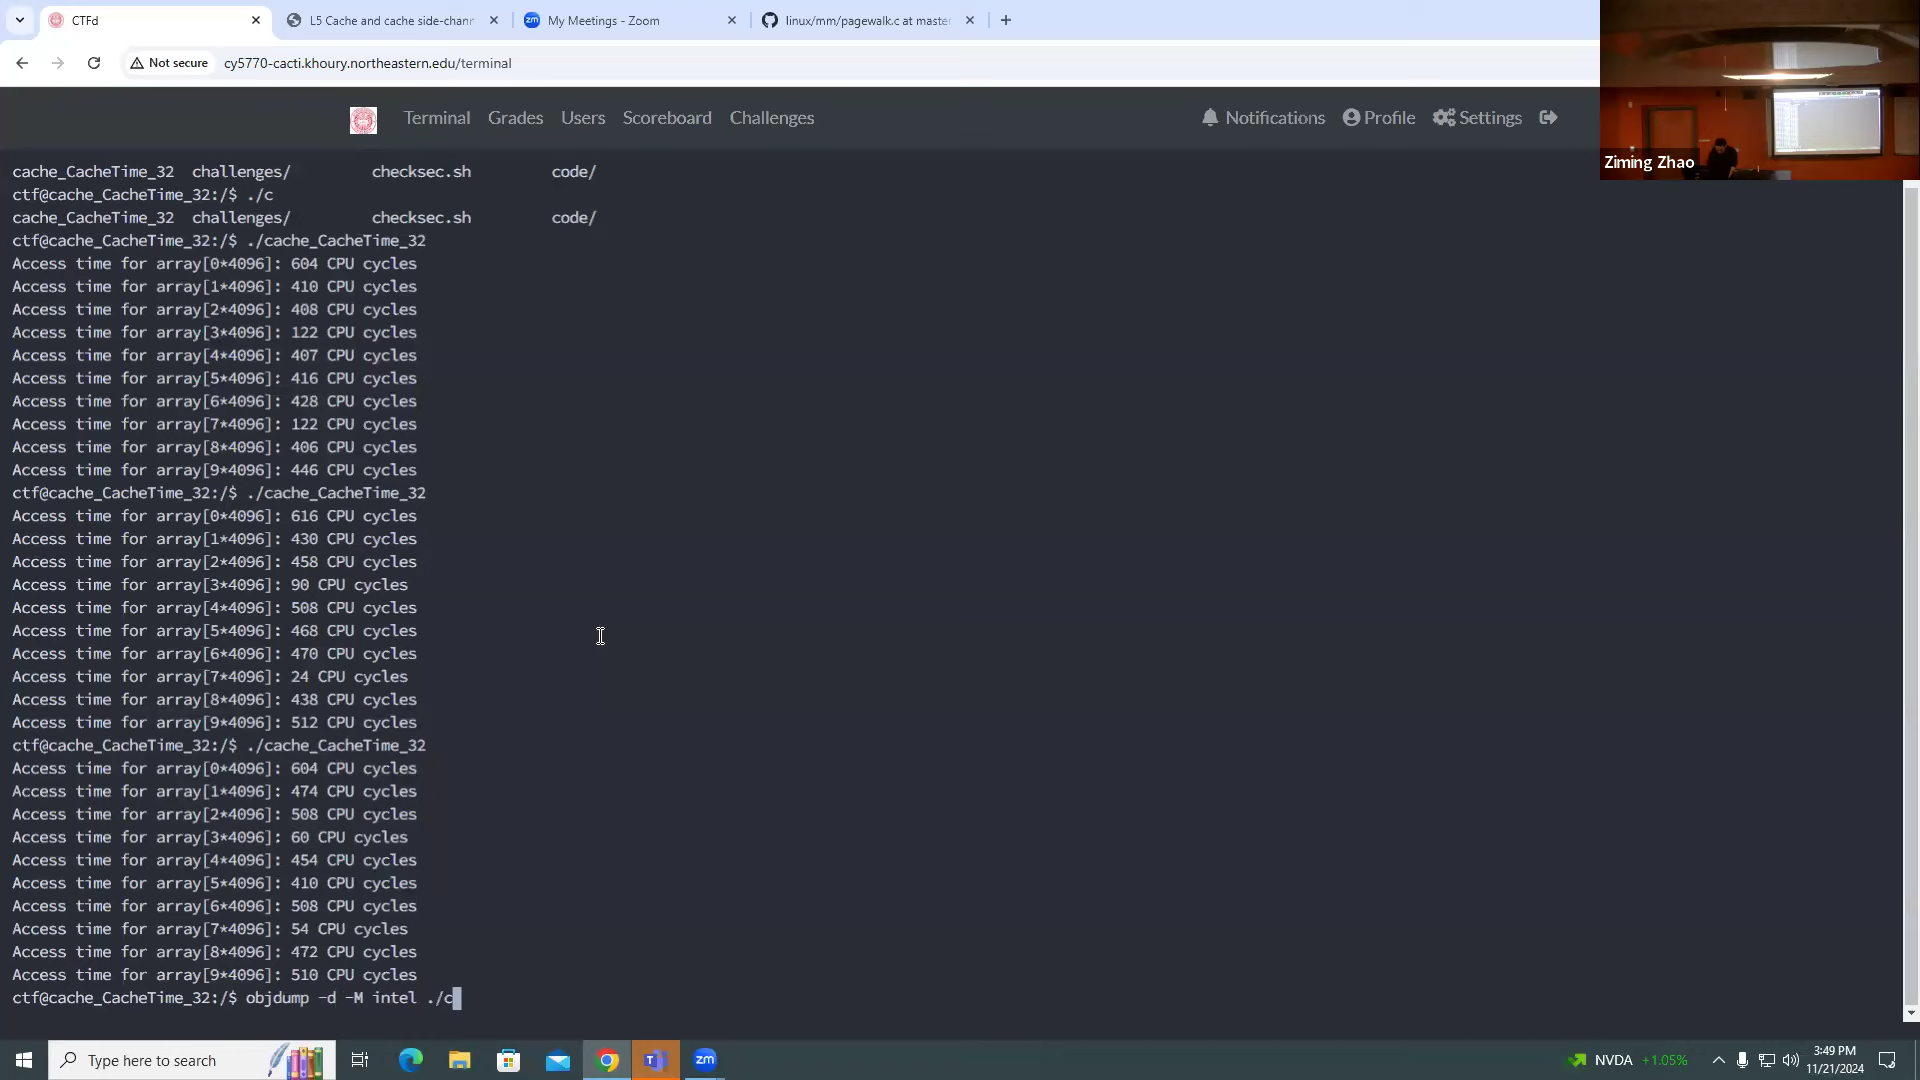 CTFd
L5 Cache and cache side-chann
My Meetings - Zoom
linux/mm/pagewalk.c at master
Not secure
cy5770-cacti.khoury.northeastern.edu/terminal
Terminal
Grades
Users
Scoreboard
Challenges
Notifications
Profile
Settings
Ziming Zhao
cache_CacheTime_32 challenges/ checksec.sh code/
ctf@cache_CacheTime_32:/$ ./c
cache_CacheTime_32 challenges/ checksec.sh code/
ctf@cache_CacheTime_32:/$ ./cache_CacheTime_32
Access time for array[0*4096]: 604 CPU cycles
Access time for array[1*4096]: 410 CPU cycles
Access time for array[2*4096]: 408 CPU cycles
Access time for array[3*4096]: 122 CPU cycles
Access time for array[4*4096]: 407 CPU cycles
Access time for array[5*4096]: 416 CPU cycles
Access time for array[6*4096]: 428 CPU cycles
Access time for array[7*4096]: 122 CPU cycles
Access time for array[8*4096]: 406 CPU cycles
Access time for array[9*4096]: 446 CPU cycles
ctf@cache_CacheTime_32:/$ ./cache_CacheTime_32
Access time for array[0*4096]: 616 CPU cycles
Access time for array[1*4096]: 430 CPU cycles
Access time for array[2*4096]: 458 CPU cycles
Access time for array[3*4096]: 90 CPU cycles
Access time for array[4*4096]: 508 CPU cycles
Access time for array[5*4096]: 468 CPU cycles
Access time for array[6*4096]: 470 CPU cycles
Access time for array[7*4096]: 24 CPU cycles
Access time for array[8*4096]: 438 CPU cycles
Access time for array[9*4096]: 512 CPU cycles
ctf@cache_CacheTime_32:/$ ./cache_CacheTime_32
Access time for array[0*4096]: 604 CPU cycles
Access time for array[1*4096]: 474 CPU cycles
Access time for array[2*4096]: 508 CPU cycles
Access time for array[3*4096]: 60 CPU cycles
Access time for array[4*4096]: 454 CPU cycles
Access time for array[5*4096]: 410 CPU cycles
Access time for array[6*4096]: 508 CPU cycles
Access time for array[7*4096]: 54 CPU cycles
Access time for array[8*4096]: 472 CPU cycles
Access time for array[9*4096]: 510 CPU cycles
ctf@cache_CacheTime_32:/$ objdump -d -M intel ./c
Type here to search
zm
NVDA +1.05%
3:49 PM
11/21/2024